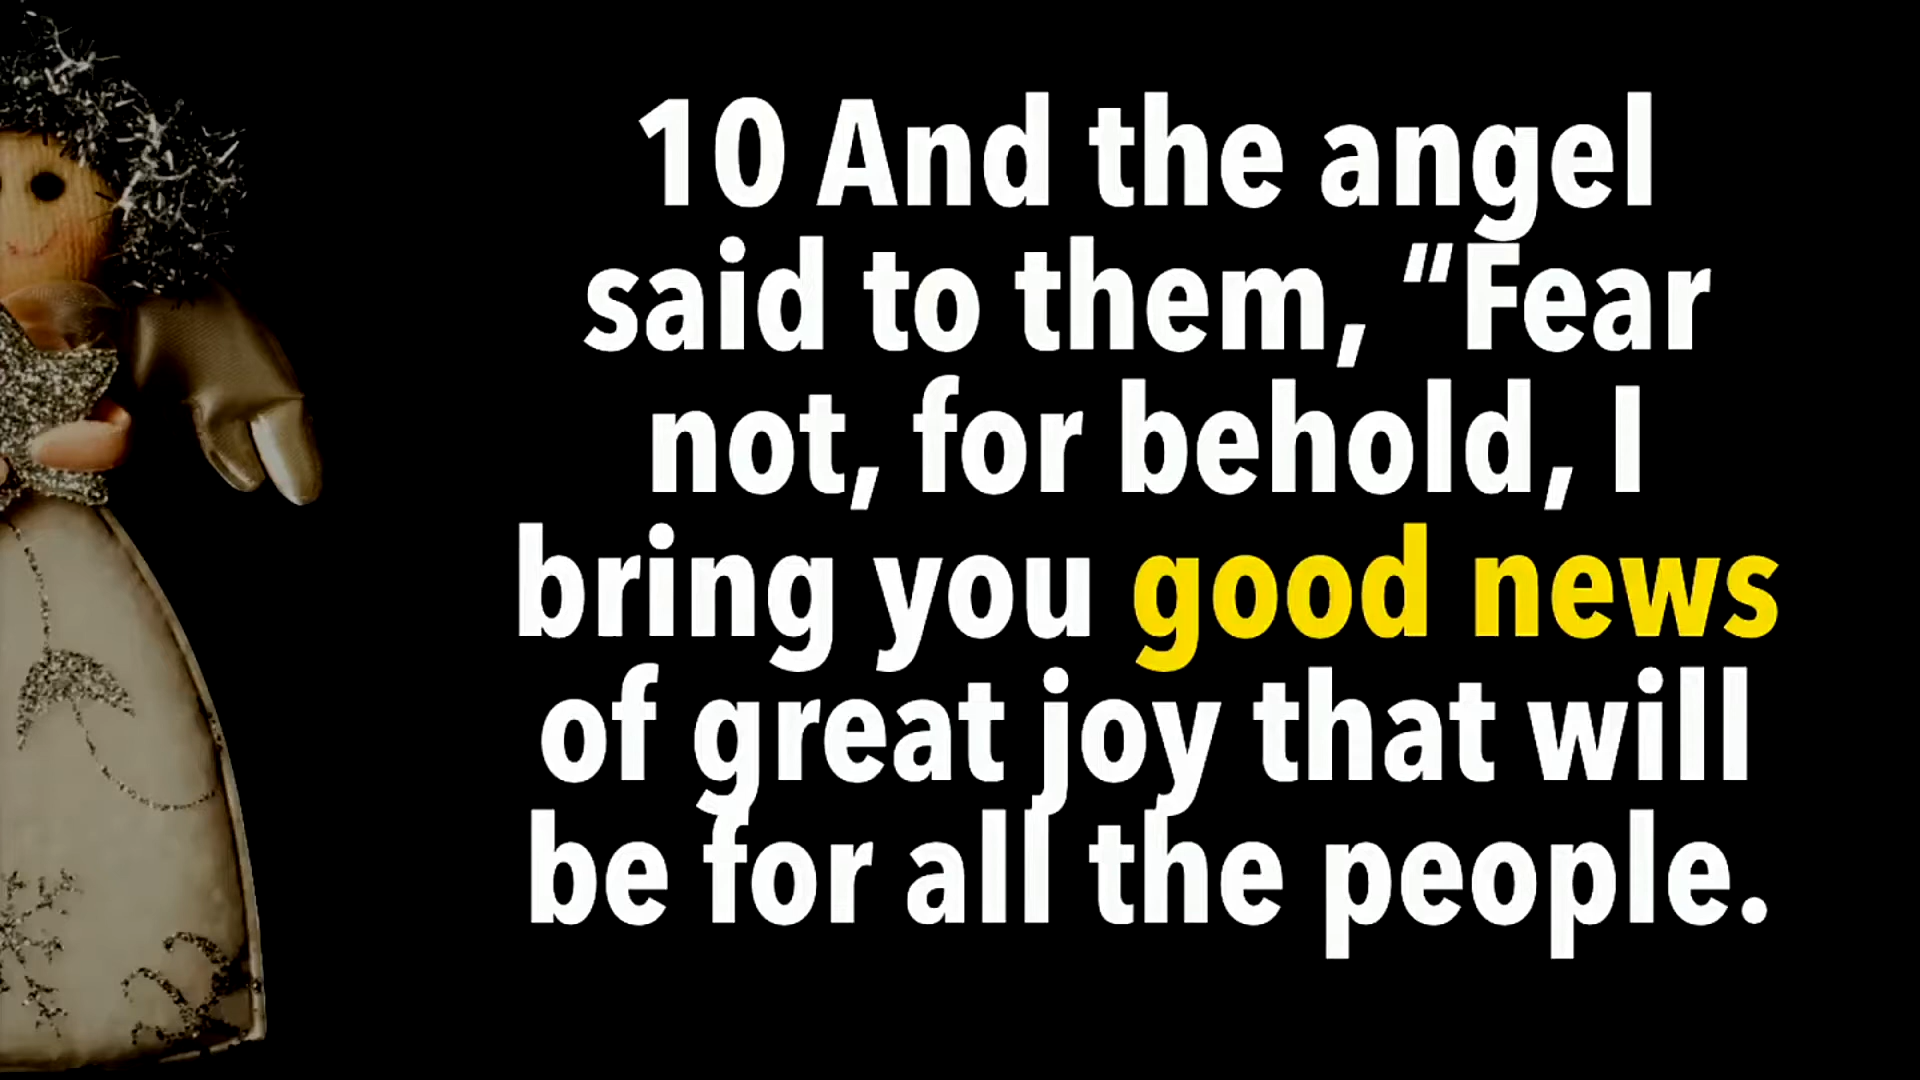 10 And the angel
said to them, “Fear
not, for behold, I
bring you good news
of great joy that will
be for all the people.